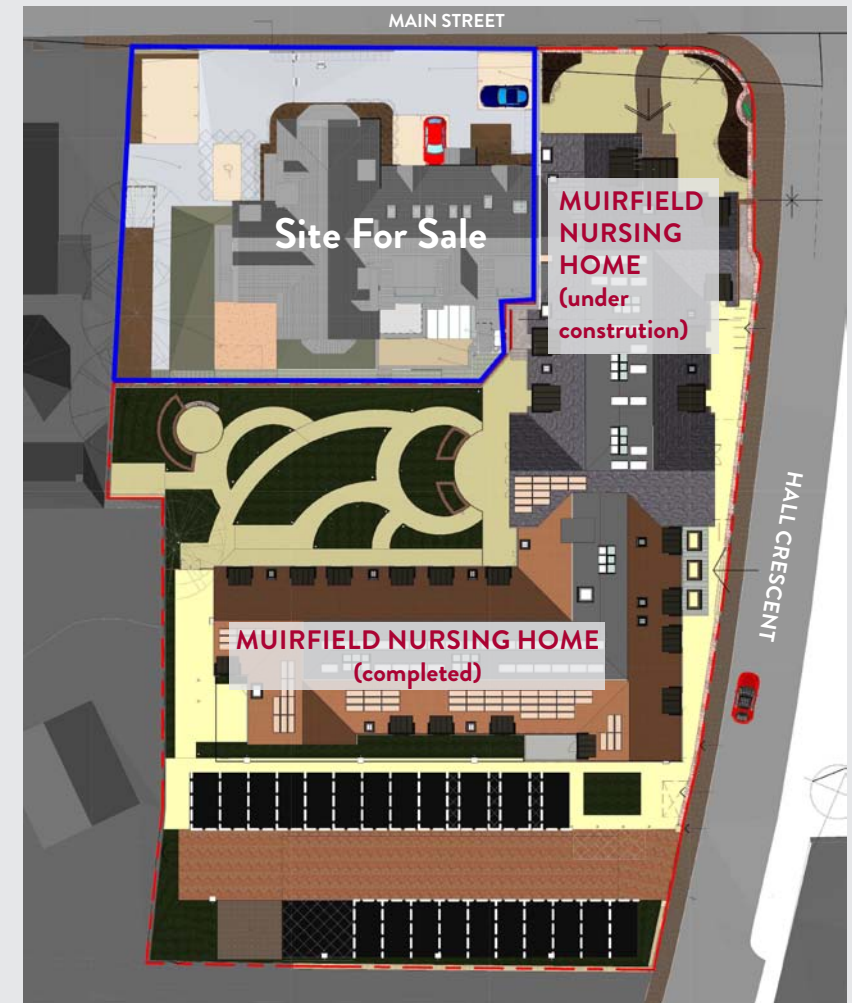 MAIN STREET
Site For Sale
MUIRFIELD
NURSING
HOME
(under
constrution)
HALL CRESCENT
MUIRFIELD NURSING HOME
(completed)